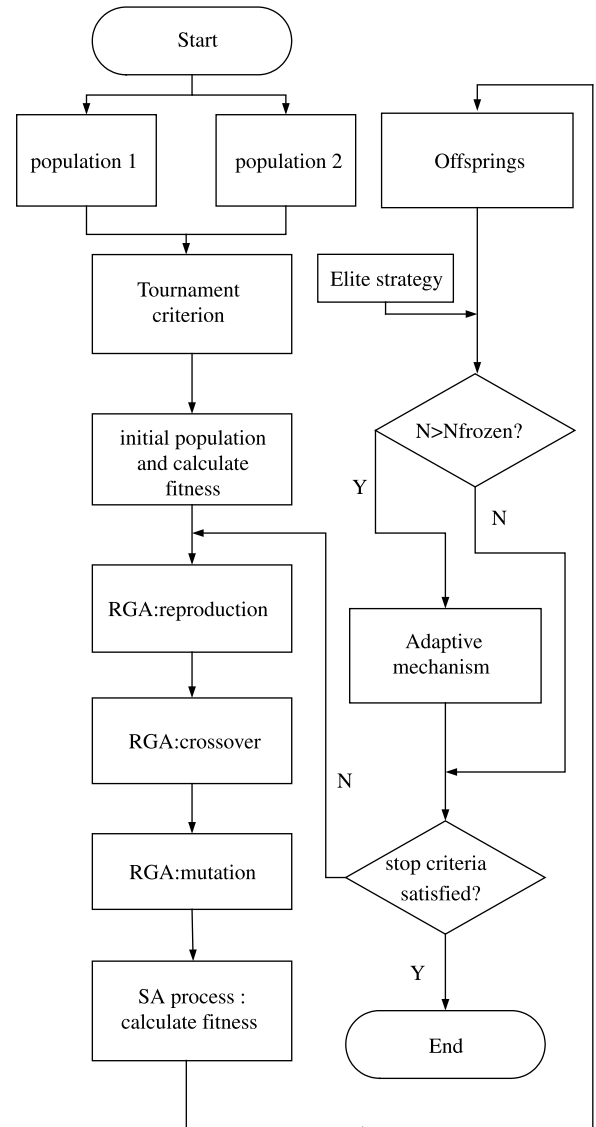 Start
population 1
population 2
Tournament
criterion
initial population
and calculate
fitness
RGA:reproduction
RGA:crossover
RGA:mutation
SA process :
calculate fitness
Offsprings
Elite strategy
N>Nfrozen?
Y
N
Adaptive
mechanism
N
stop criteria
satisfied?
Y
End